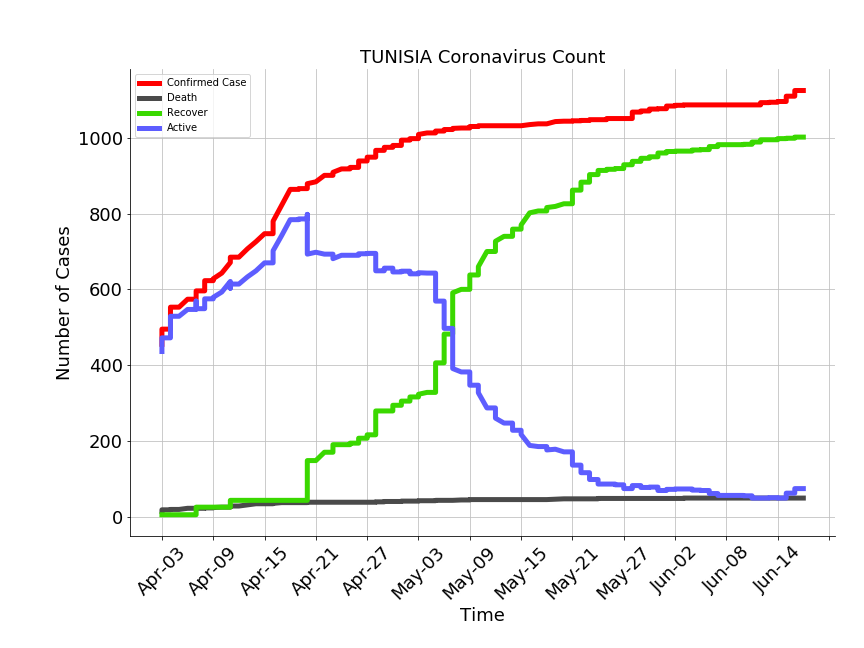 TUNISIA Coronavirus Count
Confirmed Case
Death
Recover
Active
Number of Cases
1000
800
600
400
200
0
Apr-03 Apr-09 Apr-15 Apr-21 Apr-27 May-03 May-09 May-15 May-21 May-27 Jun-02 Jun-08 Jun-14
Time